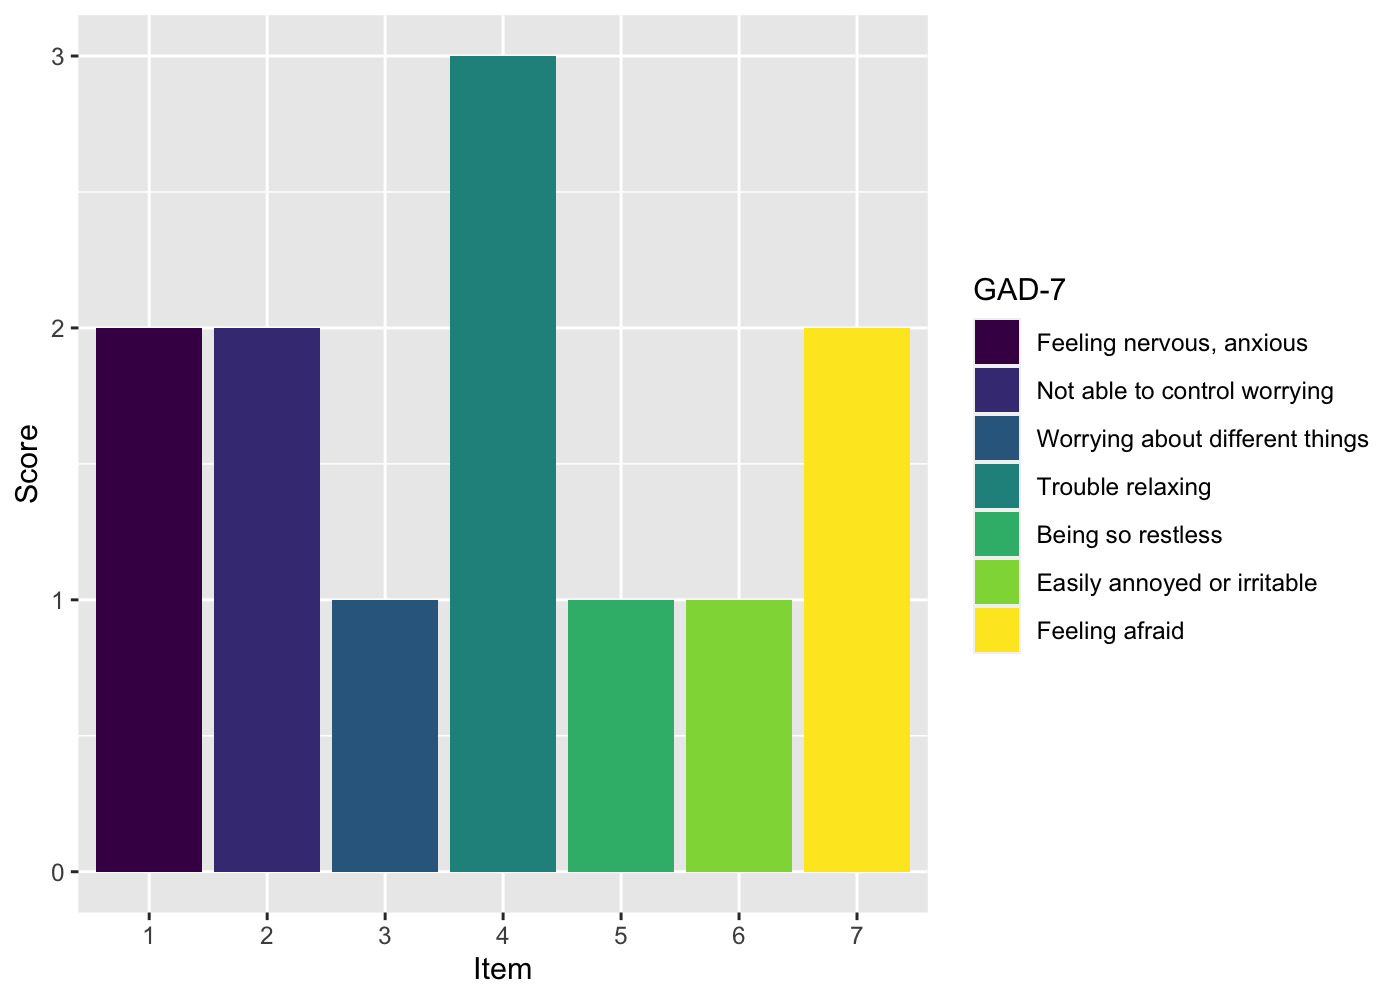 3
2
1
0
Score
1 2 3 4 5 6 7
Item
GAD-7
Feeling nervous, anxious
Not able to control worrying
Worrying about different things
Trouble relaxing
Being so restless
Easily annoyed or irritable
Feeling afraid